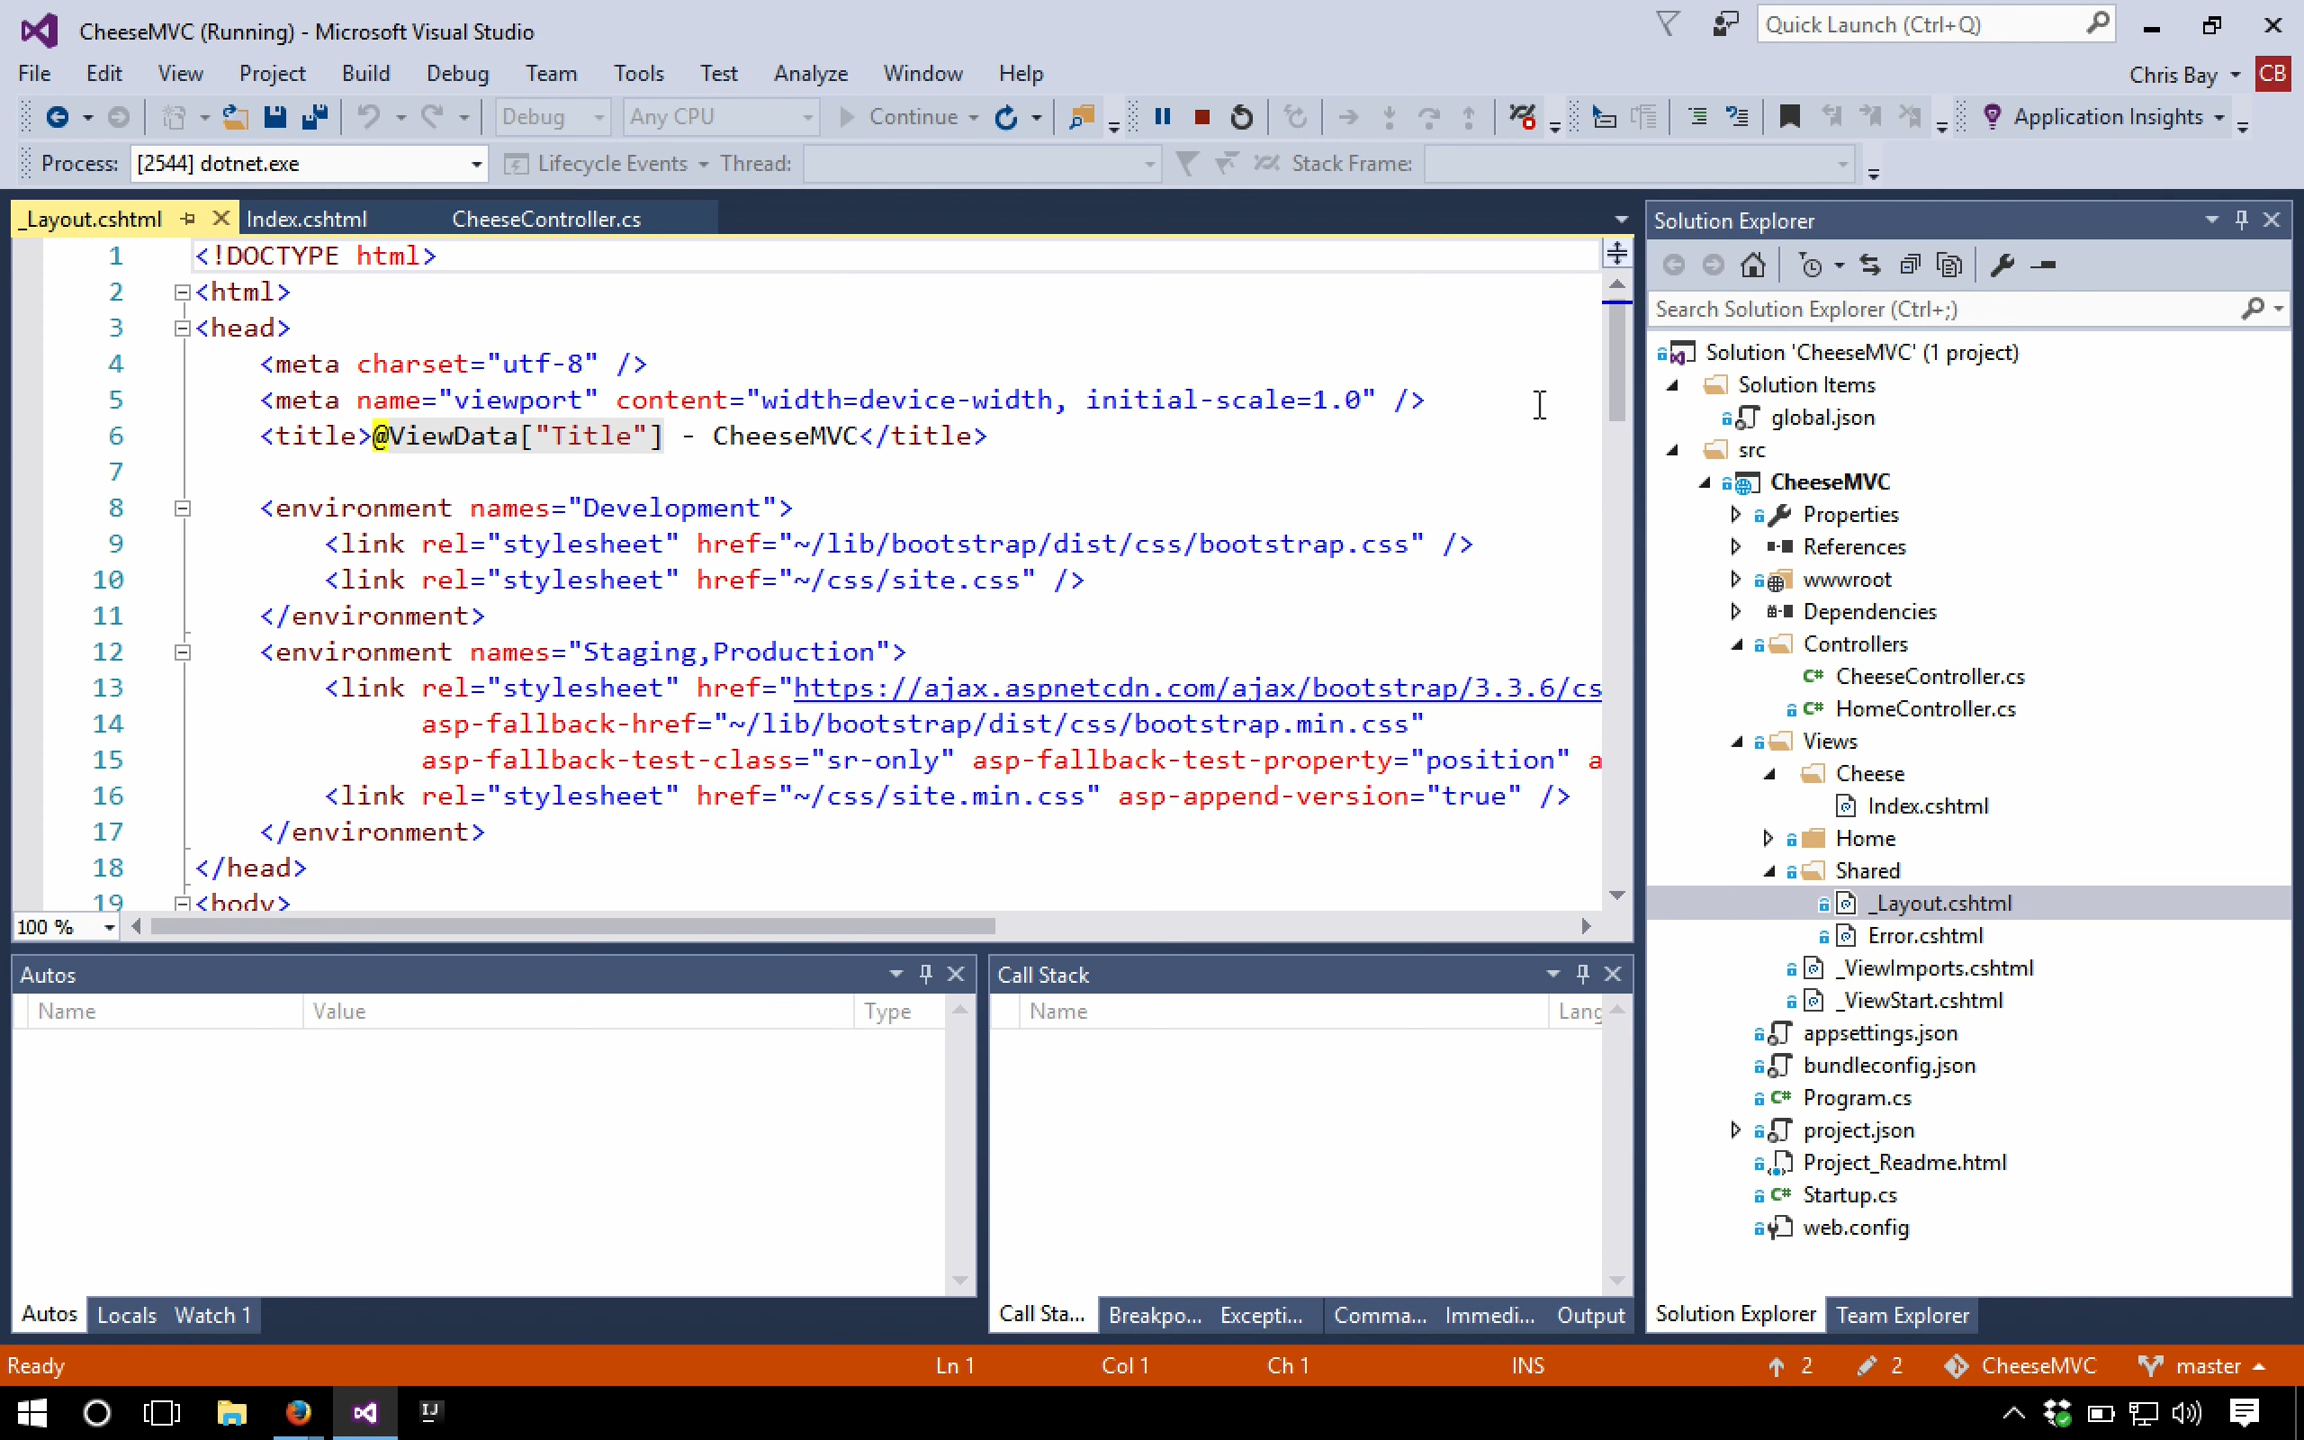 CheeseMVC (Running) - Microsoft Visual Studio
Quick Launch (Ctrl+Q)
File Edit View Project Build Debug Team Tools Test Analyze Window Help
Chris Bay CB
Debug Any CPU Continue Application Insights
Process: [2544] dotnet.exe Lifecycle Events Thread: Stack Frame:
_Layout.cshtml Index.cshtml CheeseController.cs
1 <!DOCTYPE html>
2 <html>
3 <head>
4 <meta charset="utf-8" />
5 <meta name="viewport" content="width=device-width, initial-scale=1.0" />
6 <title>@ViewData["Title"] - CheeseMVC</title>
7
8 <environment names="Development">
9 <link rel="stylesheet" href="~/lib/bootstrap/dist/css/bootstrap.css" />
10 <link rel="stylesheet" href="~/css/site.css" />
11 </environment>
12 <environment names="Staging,Production">
13 <link rel="stylesheet" href="https://ajax.aspnetcdn.com/ajax/bootstrap/3.3.6/cs
14 asp-fallback-href="~/lib/bootstrap/dist/css/bootstrap.min.css"
15 asp-fallback-test-class="sr-only" asp-fallback-test-property="position" a
16 <link rel="stylesheet" href="~/css/site.min.css" asp-append-version="true" />
17 </environment>
18 </head>
19 <body>
100 %
Solution Explorer
Search Solution Explorer (Ctrl+;)
Solution 'CheeseMVC' (1 project)
Solution Items
global.json
src
CheeseMVC
Properties
References
wwwroot
Dependencies
Controllers
C# CheeseController.cs
C# HomeController.cs
Views
Cheese
Index.cshtml
Home
Shared
_Layout.cshtml
Error.cshtml
_ViewImports.cshtml
_ViewStart.cshtml
appsettings.json
bundleconfig.json
C# Program.cs
project.json
Project_Readme.html
C# Startup.cs
web.config
Solution Explorer Team Explorer
Autos
Name Value Type
Autos Locals Watch 1
Call Stack
Name Lang
Call Sta... Breakpo... Excepti... Comma... Immedi... Output
Ready Ln 1 Col 1 Ch 1 INS 2 2 CheeseMVC master
IJ